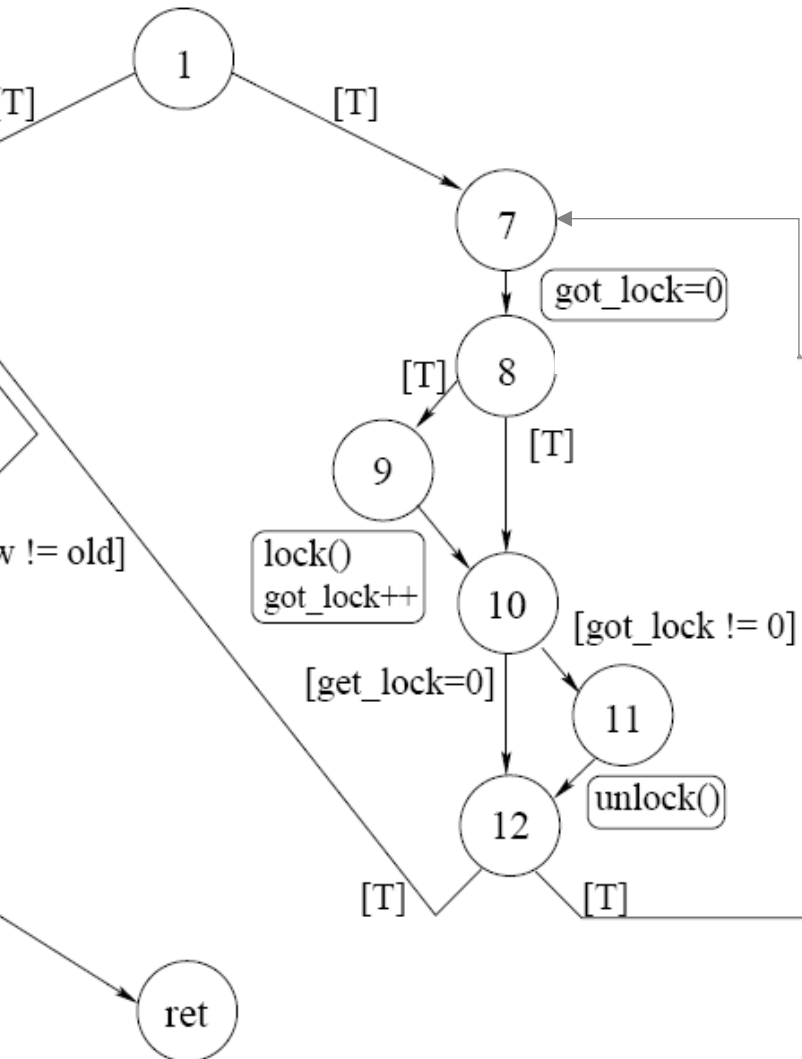 1
T]
[T]
7
got_lock=0
[T]
8
[T]
9
w != old]
lock()
got_lock++
10
[got_lock != 0]
[get_lock=0]
11
unlock()
12
[T]
[T]
ret